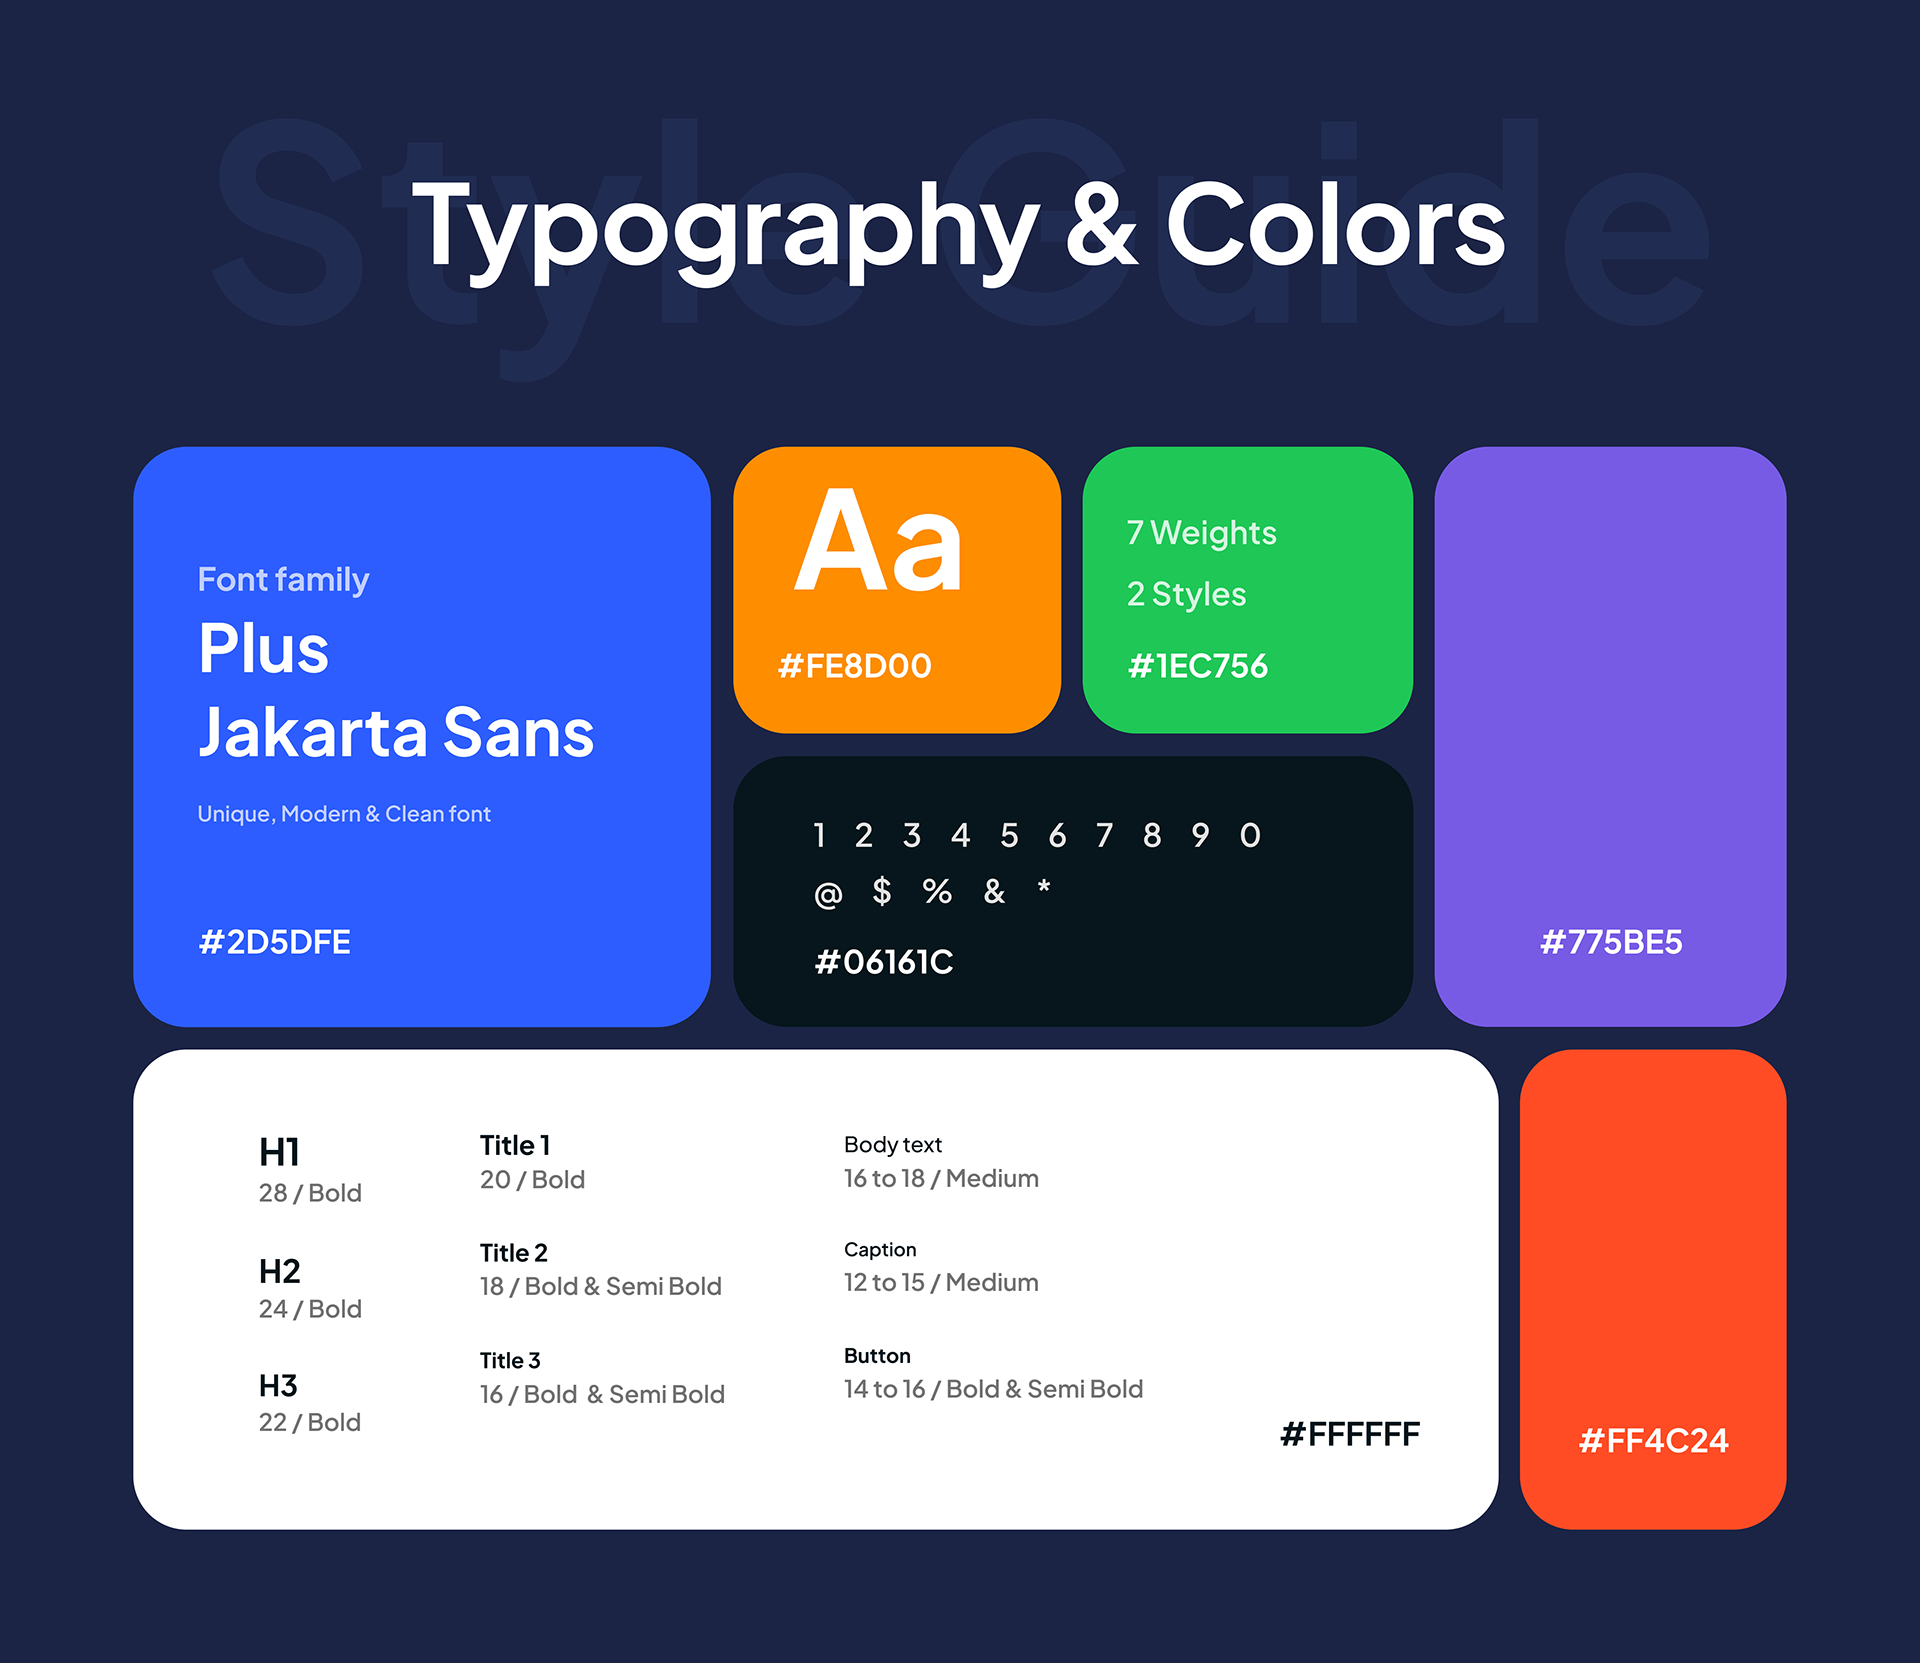 Style Guide
Typography & Colors
Font family
Plus
Jakarta Sans
Unique, Modern & Clean font
#2D5DFE
Aa
#FE8D00
7 Weights
2 Styles
#1EC756
1 2 3 4 5 6 7 8 9 0
@ $ % & *
#06161C
#775BE5
H1
28 / Bold
H2
24 / Bold
H3
22 / Bold
Title 1
20 / Bold
Title 2
18 / Bold & Semi Bold
Title 3
16 / Bold & Semi Bold
Body text
16 to 18 / Medium
Caption
12 to 15 / Medium
Button
14 to 16 / Bold & Semi Bold
#FFFFFF
#FF4C24